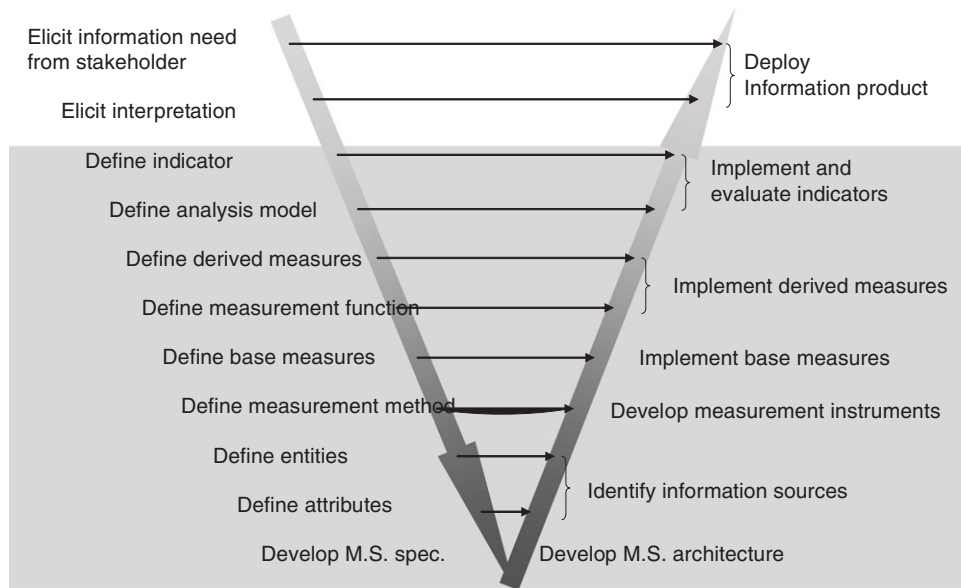 Elicit information need
from stakeholder
Elicit interpretation
Define indicator
Define analysis model
Define derived measures
Define measurement function
Define base measures
Define measurement method
Define entities
Define attributes
Develop M.S. spec.
Deploy
Information product
Implement and
evaluate indicators
Implement derived measures
Implement base measures
Develop measurement instruments
Identify information sources
Develop M.S. architecture